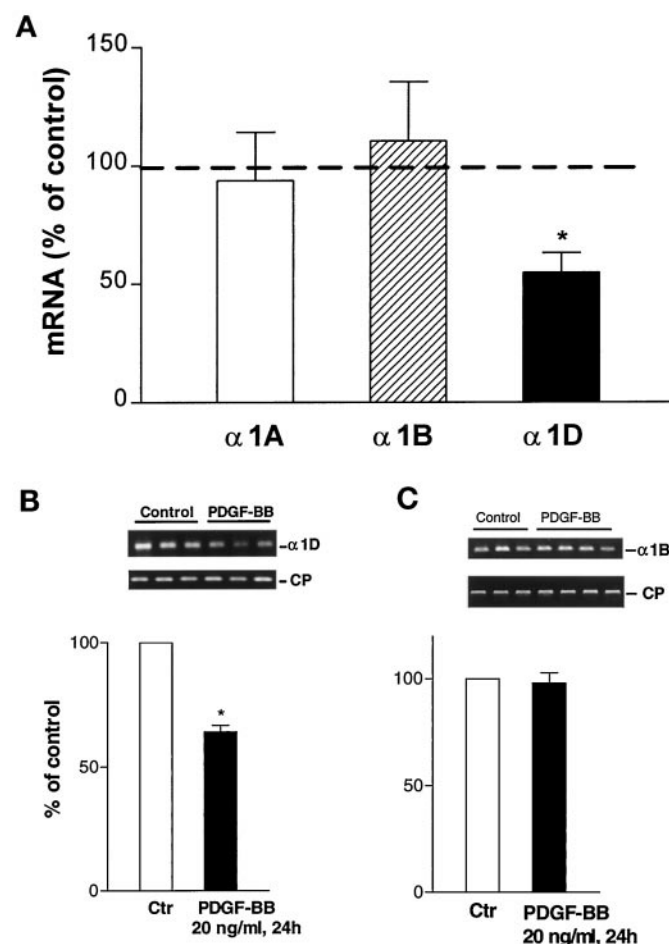 A
mRNA (% of control)
150
100
50
0
*
α 1A α 1B α 1D
B
Control PDGF-BB
-α1D
- CP
% of control
100
50
0
*
Ctr PDGF-BB
20 ng/ml, 24h
C
Control PDGF-BB
-α1B
- CP
100
50
0
Ctr PDGF-BB
20 ng/ml, 24h